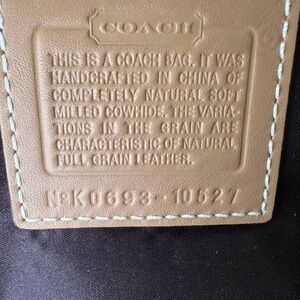 COACH
THIS IS A COACH BAG. IT WAS
HANDCRAFTED IN CHINA OF
COMPLETELY NATURAL SOFT
MILLED COWHIDE. THE VARIA-
TIONS IN THE GRAIN ARE
CHARACTERISTIC OF NATURAL
FULL GRAIN LEATHER.
NºK0693-10527